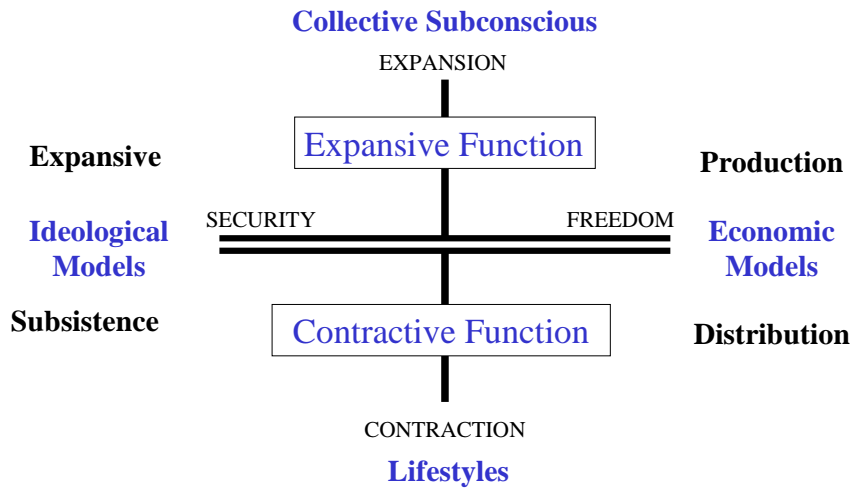 Collective Subconscious
EXPANSION
Expansive Function
Expansive
Production
SECURITY
FREEDOM
Ideological
Models
Economic
Models
Subsistence
Contractive Function
Distribution
CONTRACTION
Lifestyles